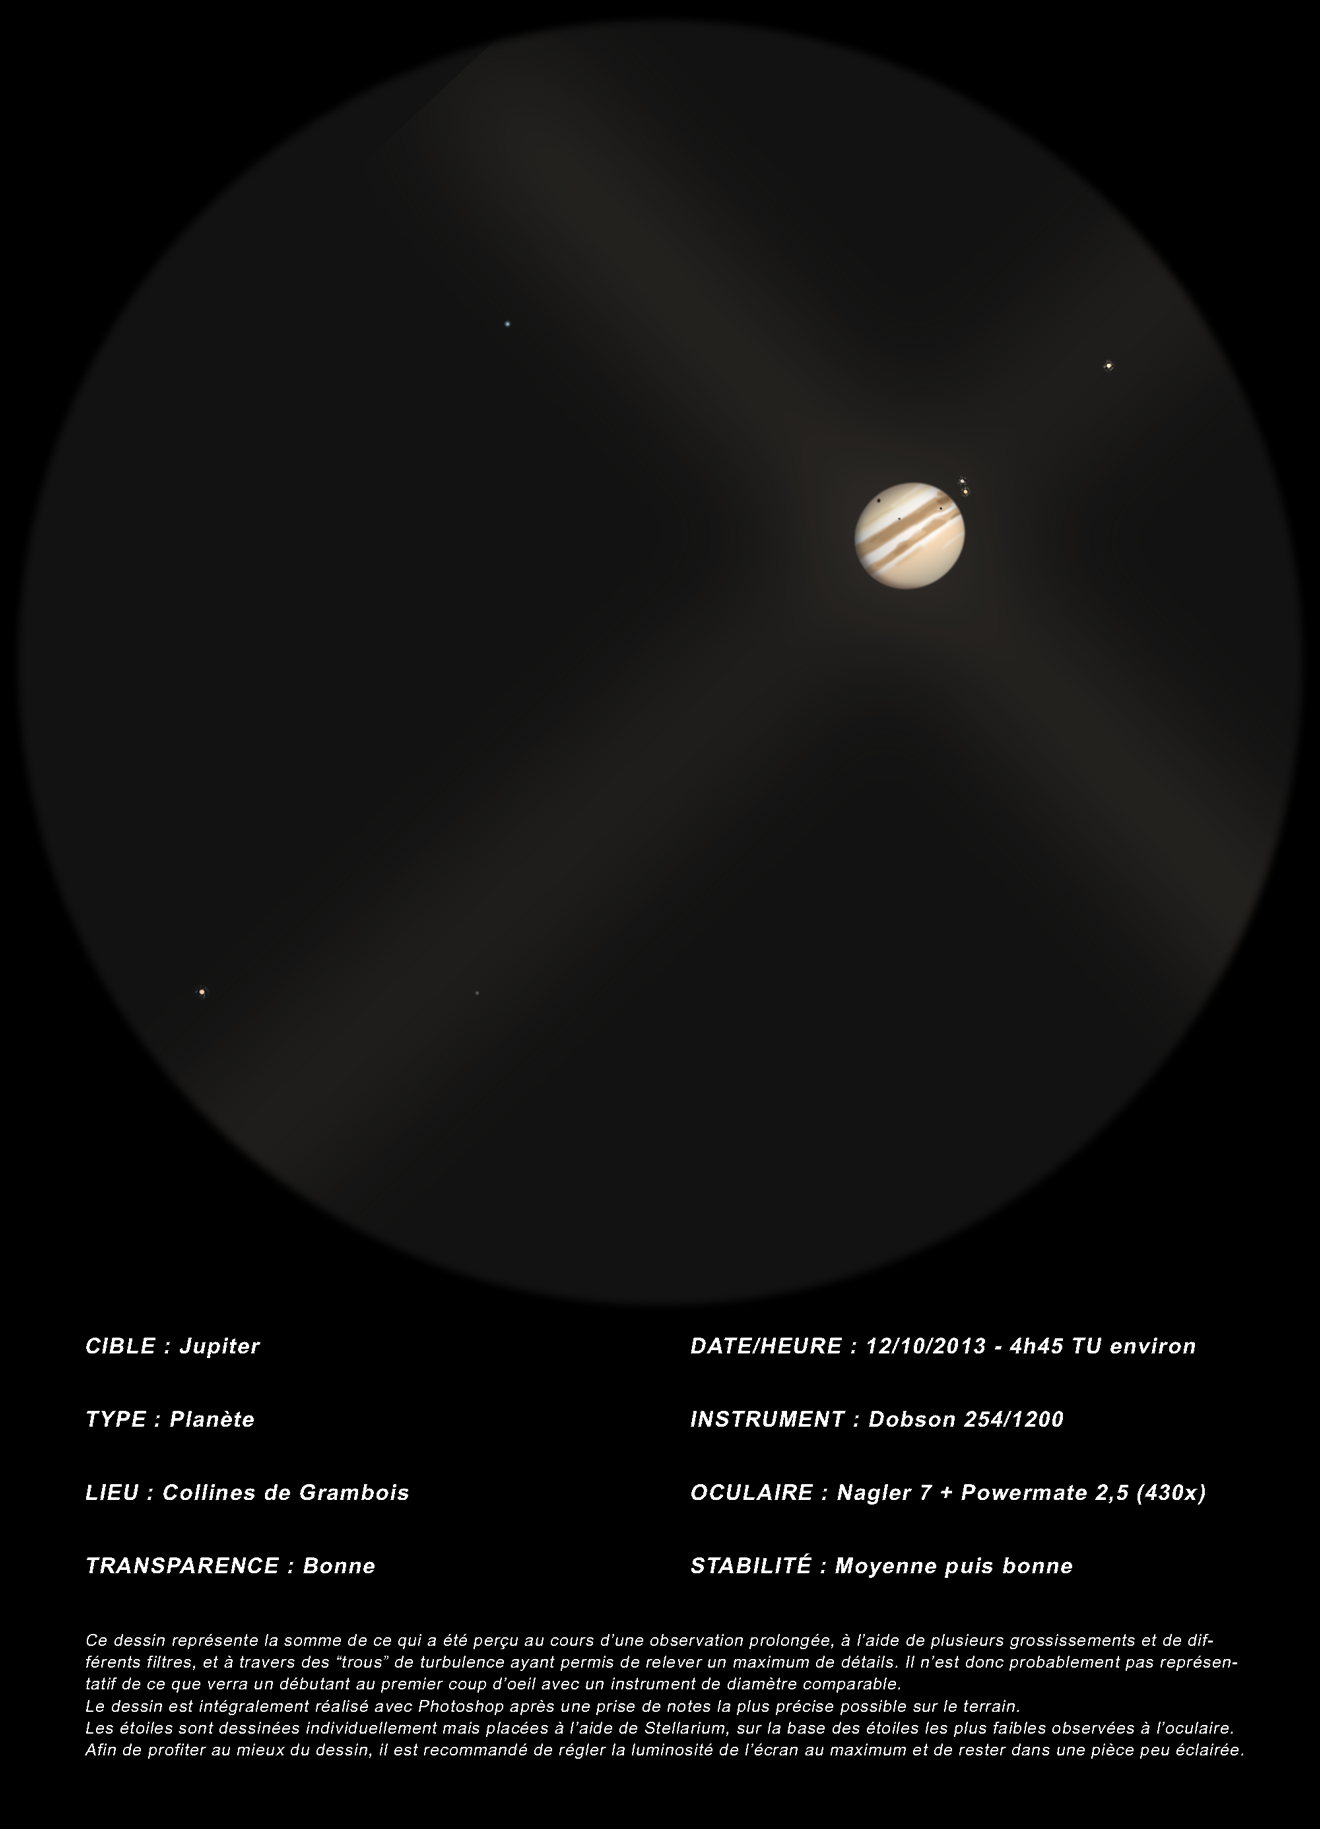 CIBLE : Jupiter
DATE/HEURE : 12/10/2013 - 4h45 TU environ
TYPE : Planète
INSTRUMENT : Dobson 254/1200
LIEU : Collines de Grambois
OCULAIRE : Nagler 7 + Powermate 2,5 (430x)
TRANSPARENCE : Bonne
STABILITÉ : Moyenne puis bonne
Ce dessin représente la somme de ce qui a été perçu au cours d’une observation prolongée, à l’aide de plusieurs grossissements et de dif-
férents filtres, et à travers des “trous” de turbulence ayant permis de relever un maximum de détails. Il n’est donc probablement pas représen-
tatif de ce que verra un débutant au premier coup d’oeil avec un instrument de diamètre comparable.
Le dessin est intégralement réalisé avec Photoshop après une prise de notes la plus précise possible sur le terrain.
Les étoiles sont dessinées individuellement mais placées à l’aide de Stellarium, sur la base des étoiles les plus faibles observées à l’oculaire.
Afin de profiter au mieux du dessin, il est recommandé de régler la luminosité de l’écran au maximum et de rester dans une pièce peu éclairée.